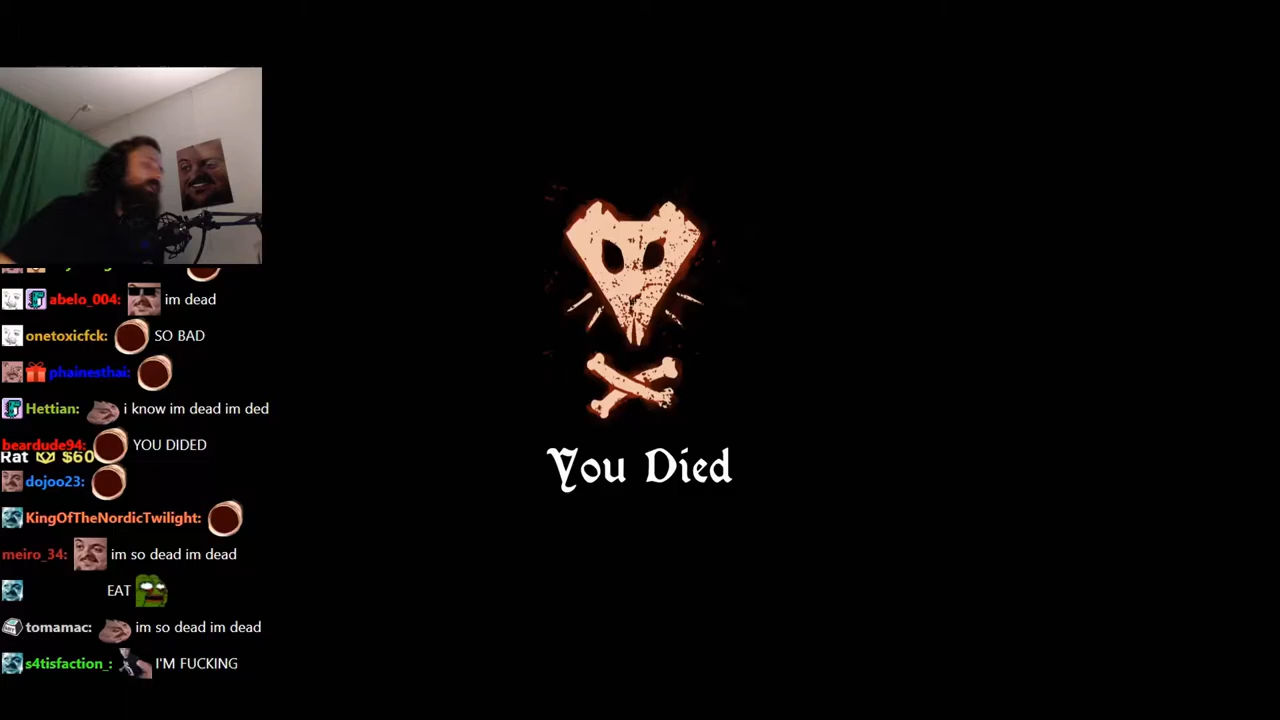 abelo_004: im dead
onetoxicfck: SO BAD
phainesthai:
Hettian: i know im dead im ded
beardude94: YOU DIDED
Rat $60
dojoo23:
KingOfTheNordicTwilight:
meiro_34: im so dead im dead
EAT
tomamac: im so dead im dead
s4tisfaction_: I'M FUCKING
You Died